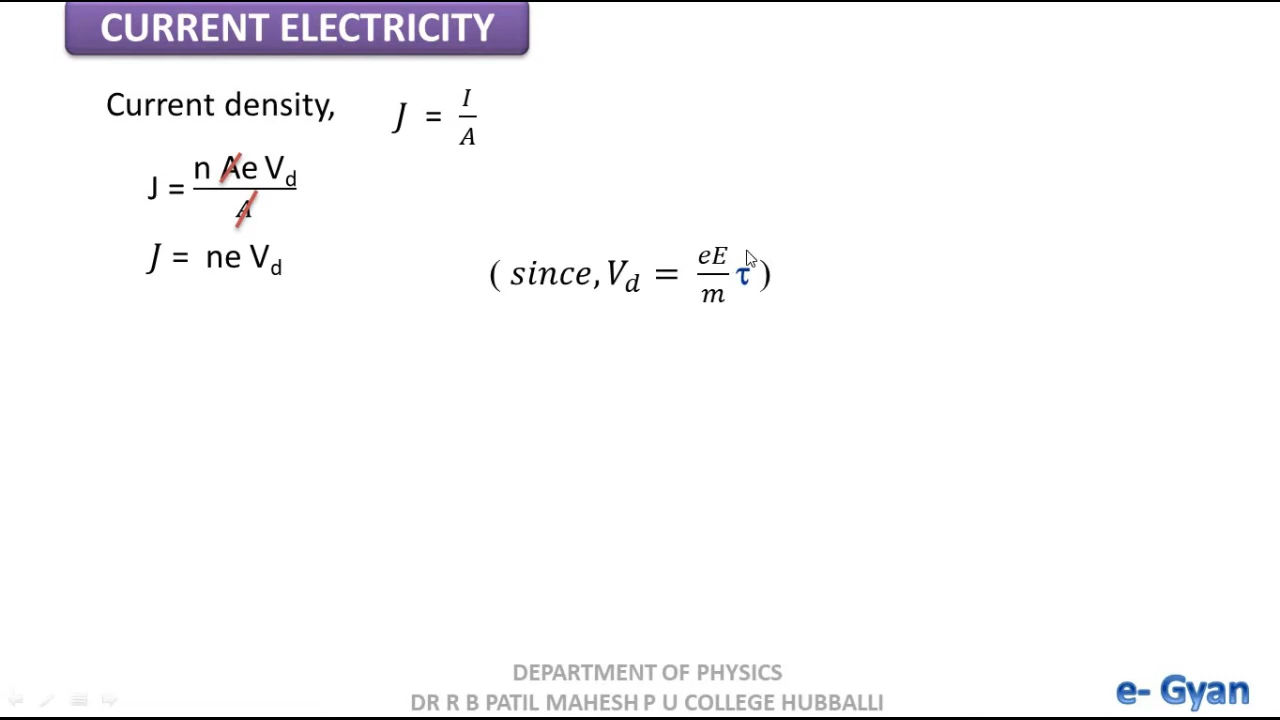 CURRENT ELECTRICITY
Current density, J = I/A
J = n A e V_d / A
J = ne V_d
( since, V_d = eE/m τ )
DEPARTMENT OF PHYSICS
DR R B PATIL MAHESH P U COLLEGE HUBBALLI
e- Gyan